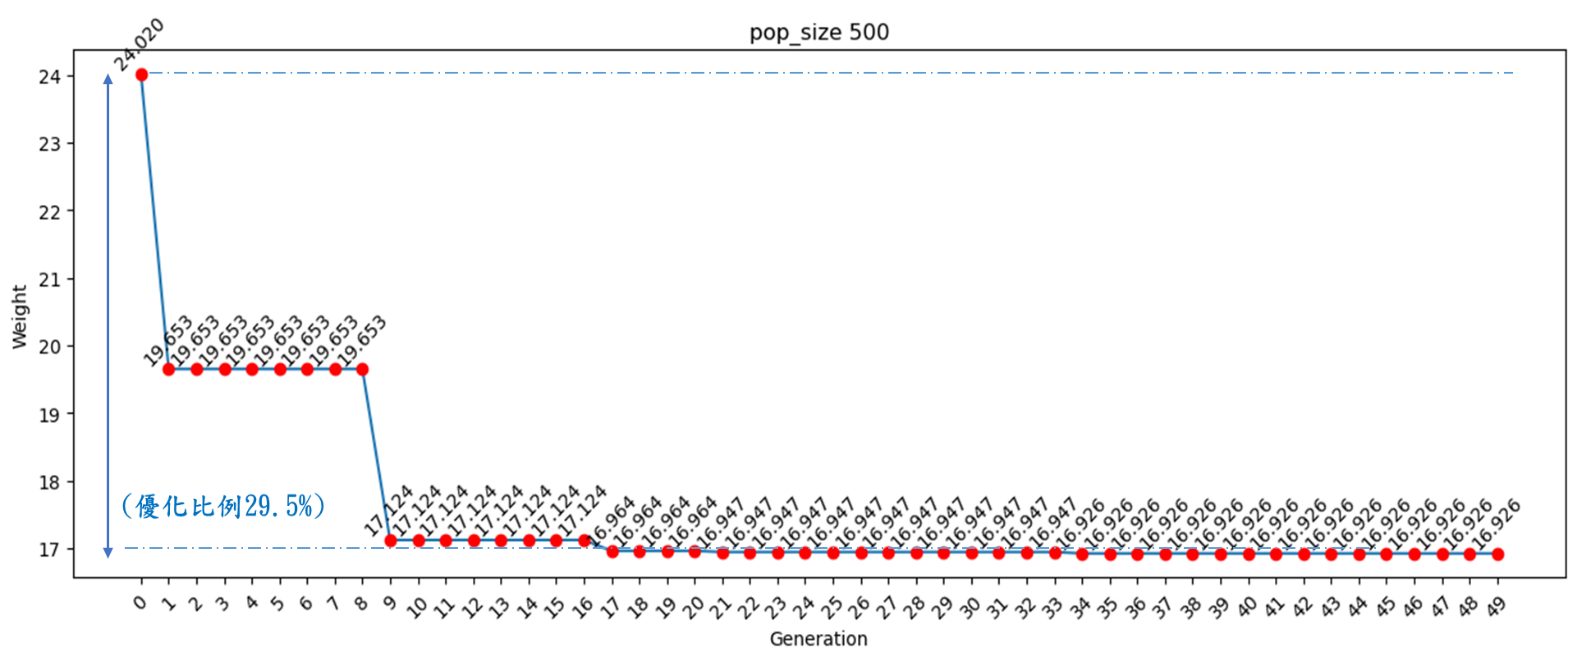 pop_size 500
24.020
24
23
22
21
20
19
18
17
Weight
19.653 19.653 19.653 19.653 19.653 19.653 19.653 19.653
(優化比例29.5%)
17.124 17.124 17.124 17.124 17.124 17.124 17.124 17.124
16.964 16.964 16.964 16.964
16.947 16.947 16.947 16.947 16.947 16.947 16.947 16.947 16.947 16.947 16.947 16.947 16.947
16.926 16.926 16.926 16.926 16.926 16.926 16.926 16.926 16.926 16.926 16.926 16.926 16.926 16.926 16.926 16.926
0 1 2 3 4 5 6 7 8 9 10 11 12 13 14 15 16 17 18 19 20 21 22 23 24 25 26 27 28 29 30 31 32 33 34 35 36 37 38 39 40 41 42 43 44 45 46 47 48 49
Generation